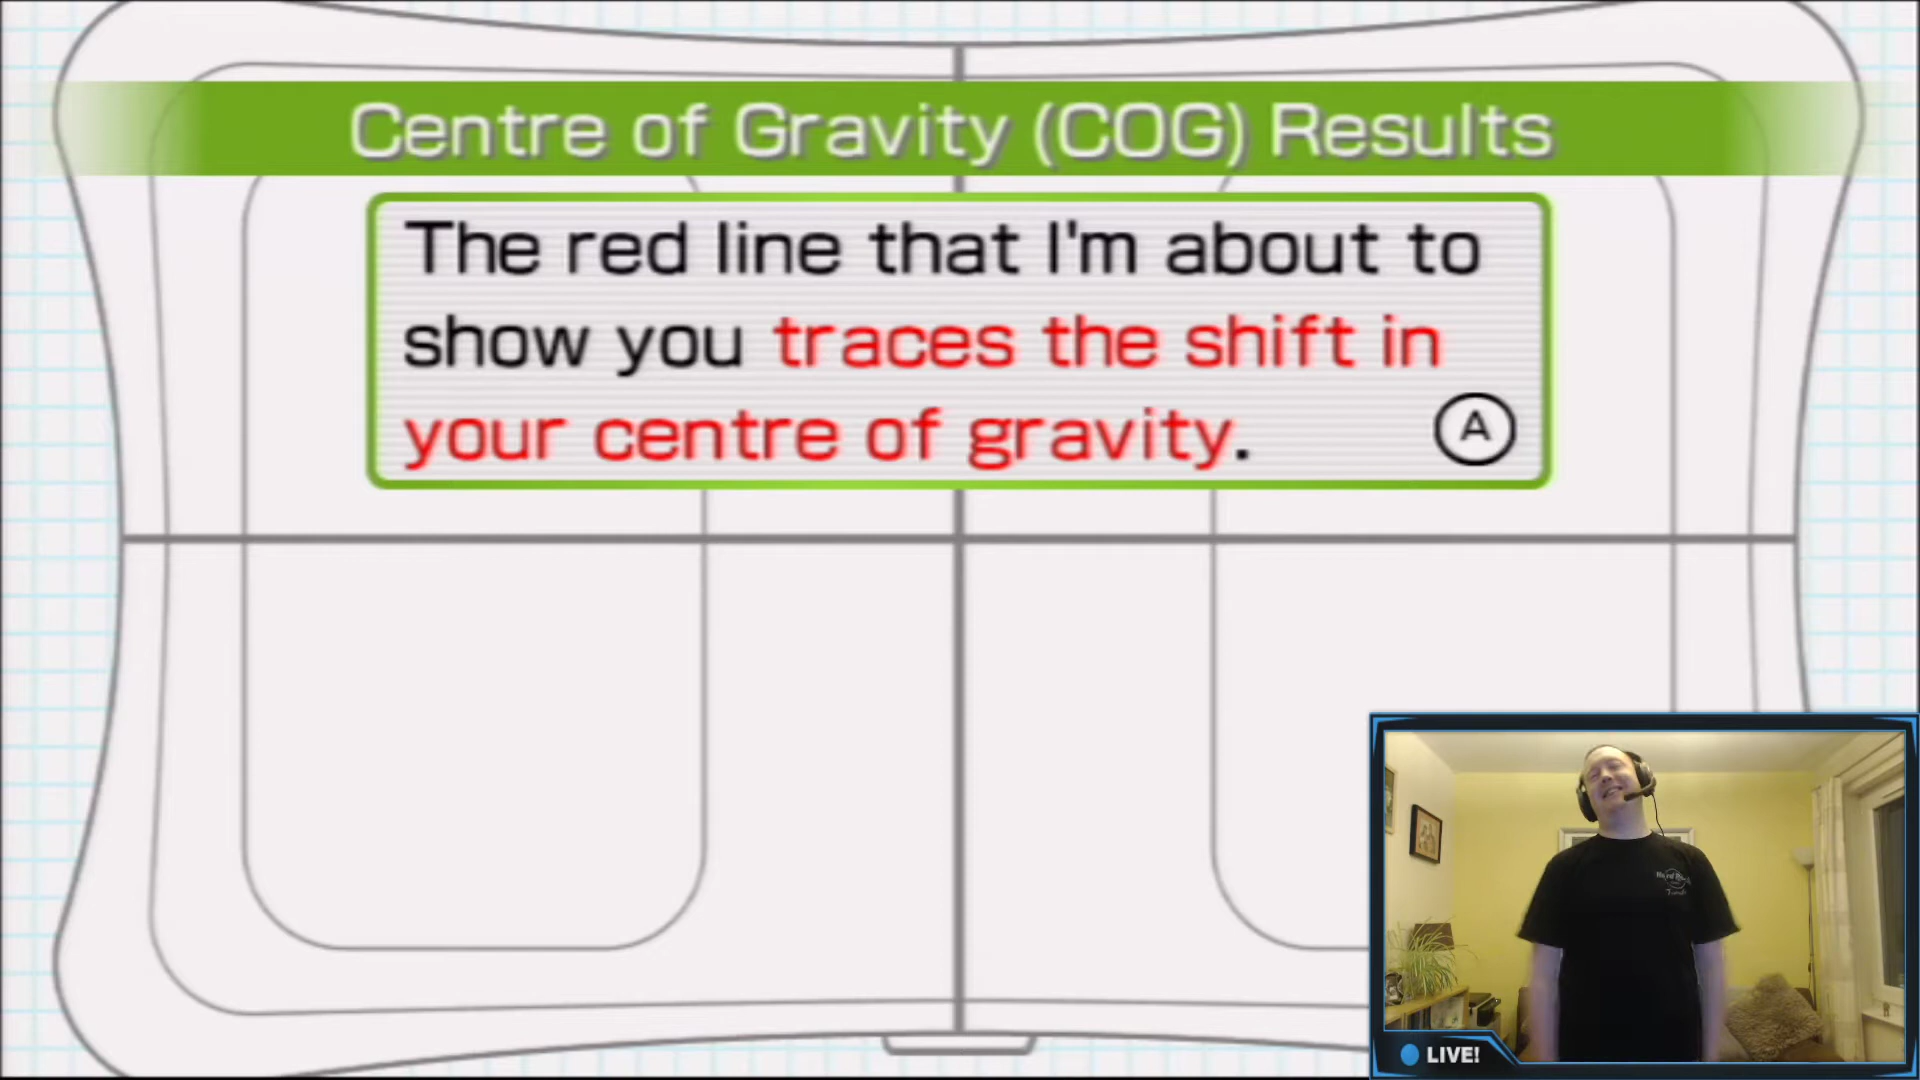 Centre of Gravity (COG) Results
The red line that I'm about to
show you traces the shift in
your centre of gravity.
A
LIVE!